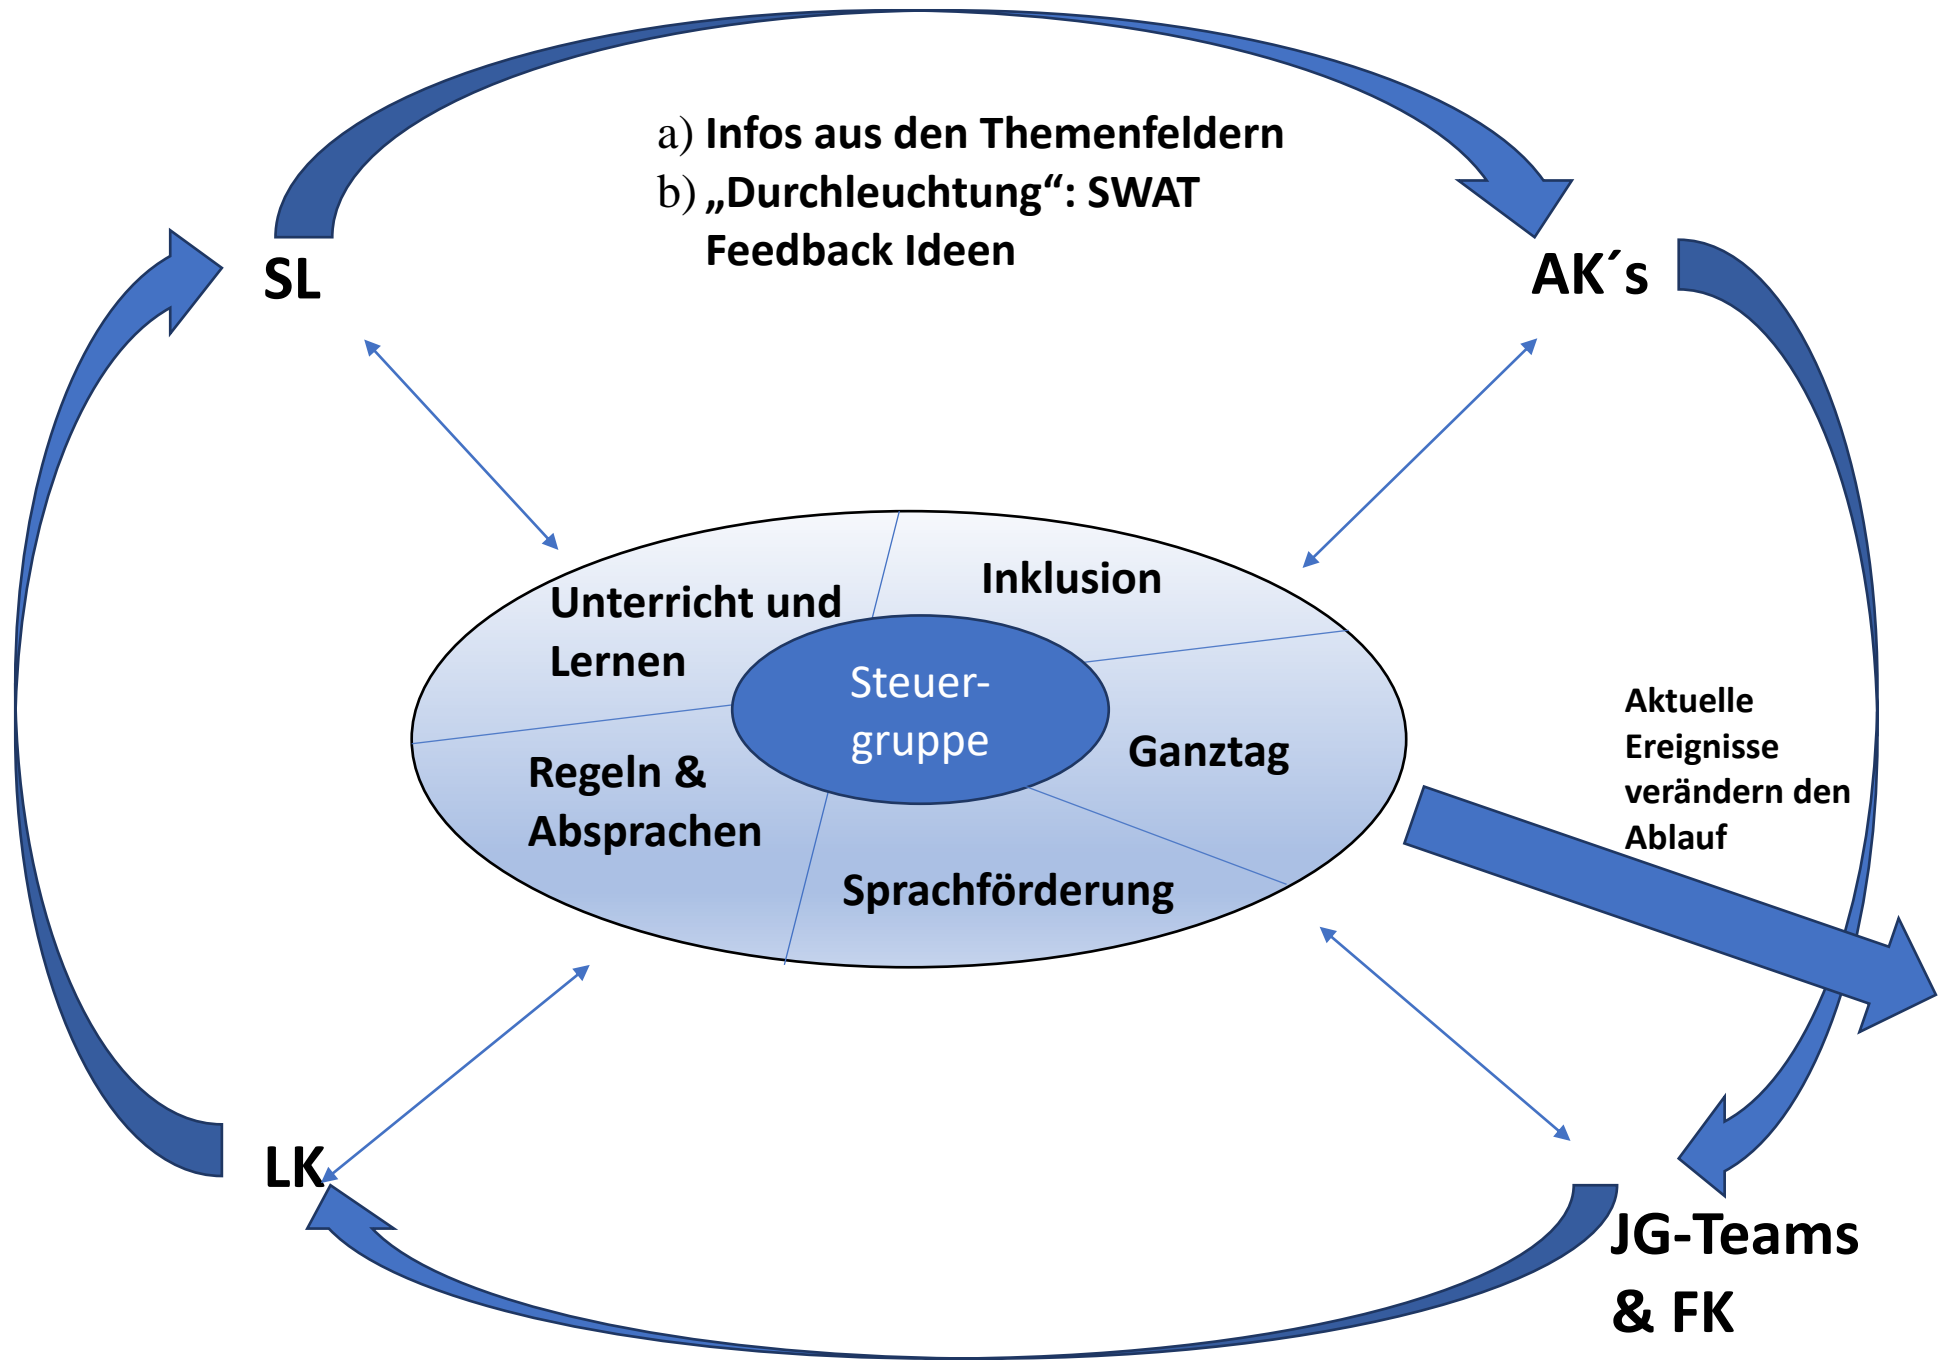 a) Infos aus den Themenfeldern
b) „Durchleuchtung“: SWAT
Feedback Ideen
SL
AK´s
Unterricht und
Lernen
Inklusion
Steuer-
gruppe
Ganztag
Regeln &
Absprachen
Sprachförderung
Aktuelle
Ereignisse
verändern den
Ablauf
LK
JG-Teams
& FK